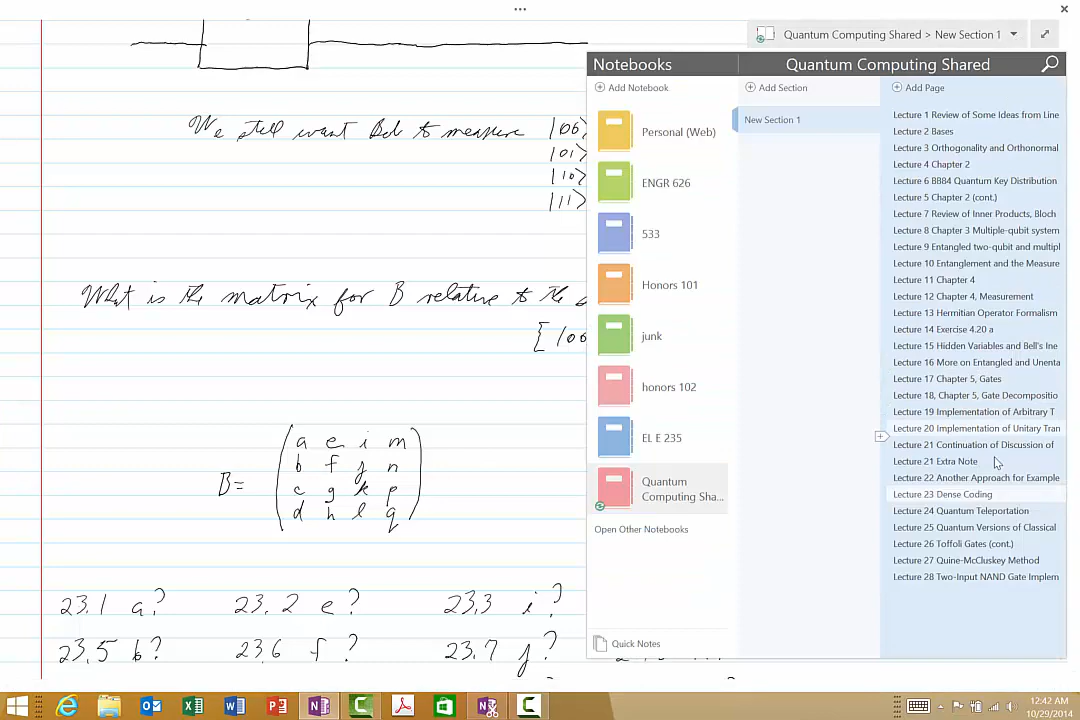 Quantum Computing Shared > New Section 1
Notebooks
Quantum Computing Shared
Add Notebook
Add Section
Add Page
Personal (Web)
ENGR 626
533
Honors 101
junk
honors 102
EL E 235
Quantum
Computing Sha...
Open Other Notebooks
Quick Notes
New Section 1
Lecture 1 Review of Some Ideas from Line
Lecture 2 Bases
Lecture 3 Orthogonality and Orthonormal
Lecture 4 Chapter 2
Lecture 6 BB84 Quantum Key Distribution
Lecture 5 Chapter 2 (cont.)
Lecture 7 Review of Inner Products, Bloch
Lecture 8 Chapter 3 Multiple-qubit system
Lecture 9 Entangled two-qubit and multipl
Lecture 10 Entanglement and the Measure
Lecture 11 Chapter 4
Lecture 12 Chapter 4, Measurement
Lecture 13 Hermitian Operator Formalism
Lecture 14 Exercise 4.20 a
Lecture 15 Hidden Variables and Bell's Ine
Lecture 16 More on Entangled and Unenta
Lecture 17 Chapter 5, Gates
Lecture 18, Chapter 5, Gate Decompositio
Lecture 19 Implementation of Arbitrary T
Lecture 20 Implementation of Unitary Tran
Lecture 21 Continuation of Discussion of
Lecture 21 Extra Note
Lecture 22 Another Approach for Example
Lecture 23 Dense Coding
Lecture 24 Quantum Teleportation
Lecture 25 Quantum Versions of Classical
Lecture 26 Toffoli Gates (cont.)
Lecture 27 Quine-McCluskey Method
Lecture 28 Two-Input NAND Gate Implem
We still want Bob to measure |00⟩
|01⟩
|10⟩
|11⟩
What is the matrix for B relative to the
{|00
B=
a e i m
b f j n
c g k p
d h l q
23.1 a? 23.2 e? 23.3 i?
23.5 b? 23.6 f? 23.7 j?
12:42 AM
10/29/2014